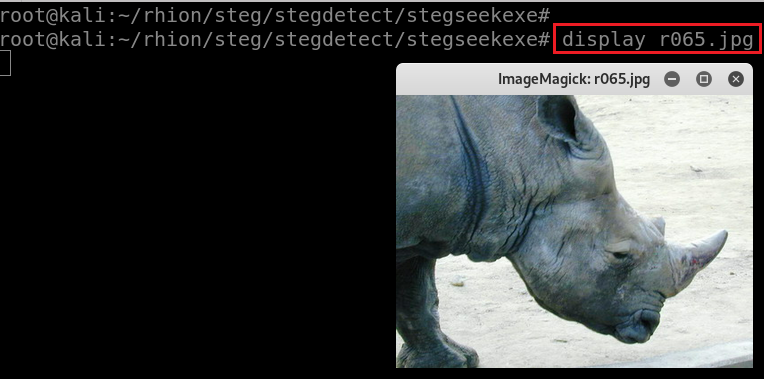 root@kali:~/rhion/steg/stegdetect/stegseekexe#
root@kali:~/rhion/steg/stegdetect/stegseekexe# display r065.jpg
ImageMagick: r065.jpg